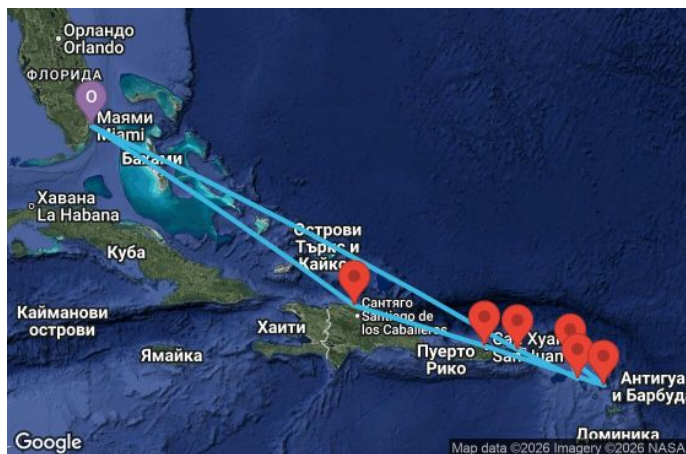 Орландо
Orlando
ФЛОРИДА
O
Маями
Miami
Бахами
Хавана
La Habana
Куба
Острови
Търкс и
Кайкос
Кайманови
острови
Ямайка
Хаити
Сантяго
Santiago de
los Caballeros
Пуерто
Рико
Сан Хуан
San Juan
Антигуа
и Барбуда
Доминика
Google
Map data ©2026 Imagery ©2026 NASA